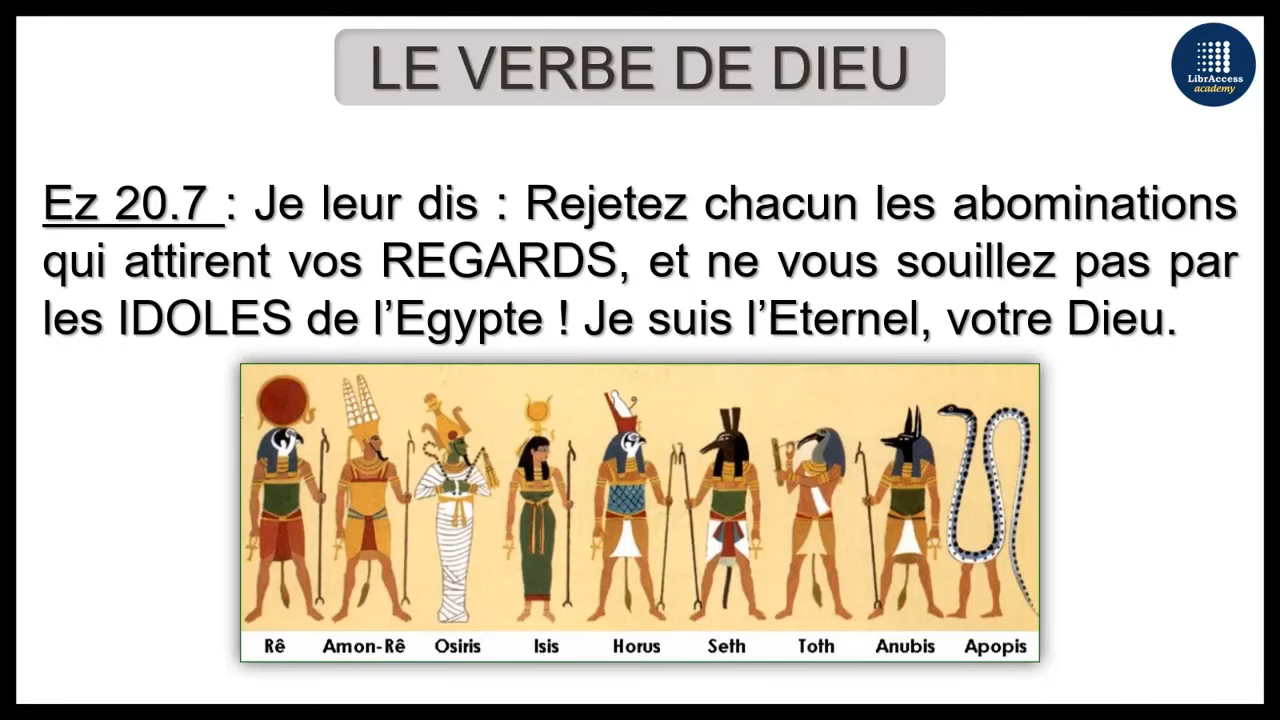 LE VERBE DE DIEU
LibrAccess
academy
Ez 20.7 : Je leur dis : Rejetez chacun les abominations
qui attirent vos REGARDS, et ne vous souillez pas par
les IDOLES de l’Egypte ! Je suis l’Eternel, votre Dieu.
Rê Amon-Rê Osiris Isis Horus Seth Toth Anubis Apopis